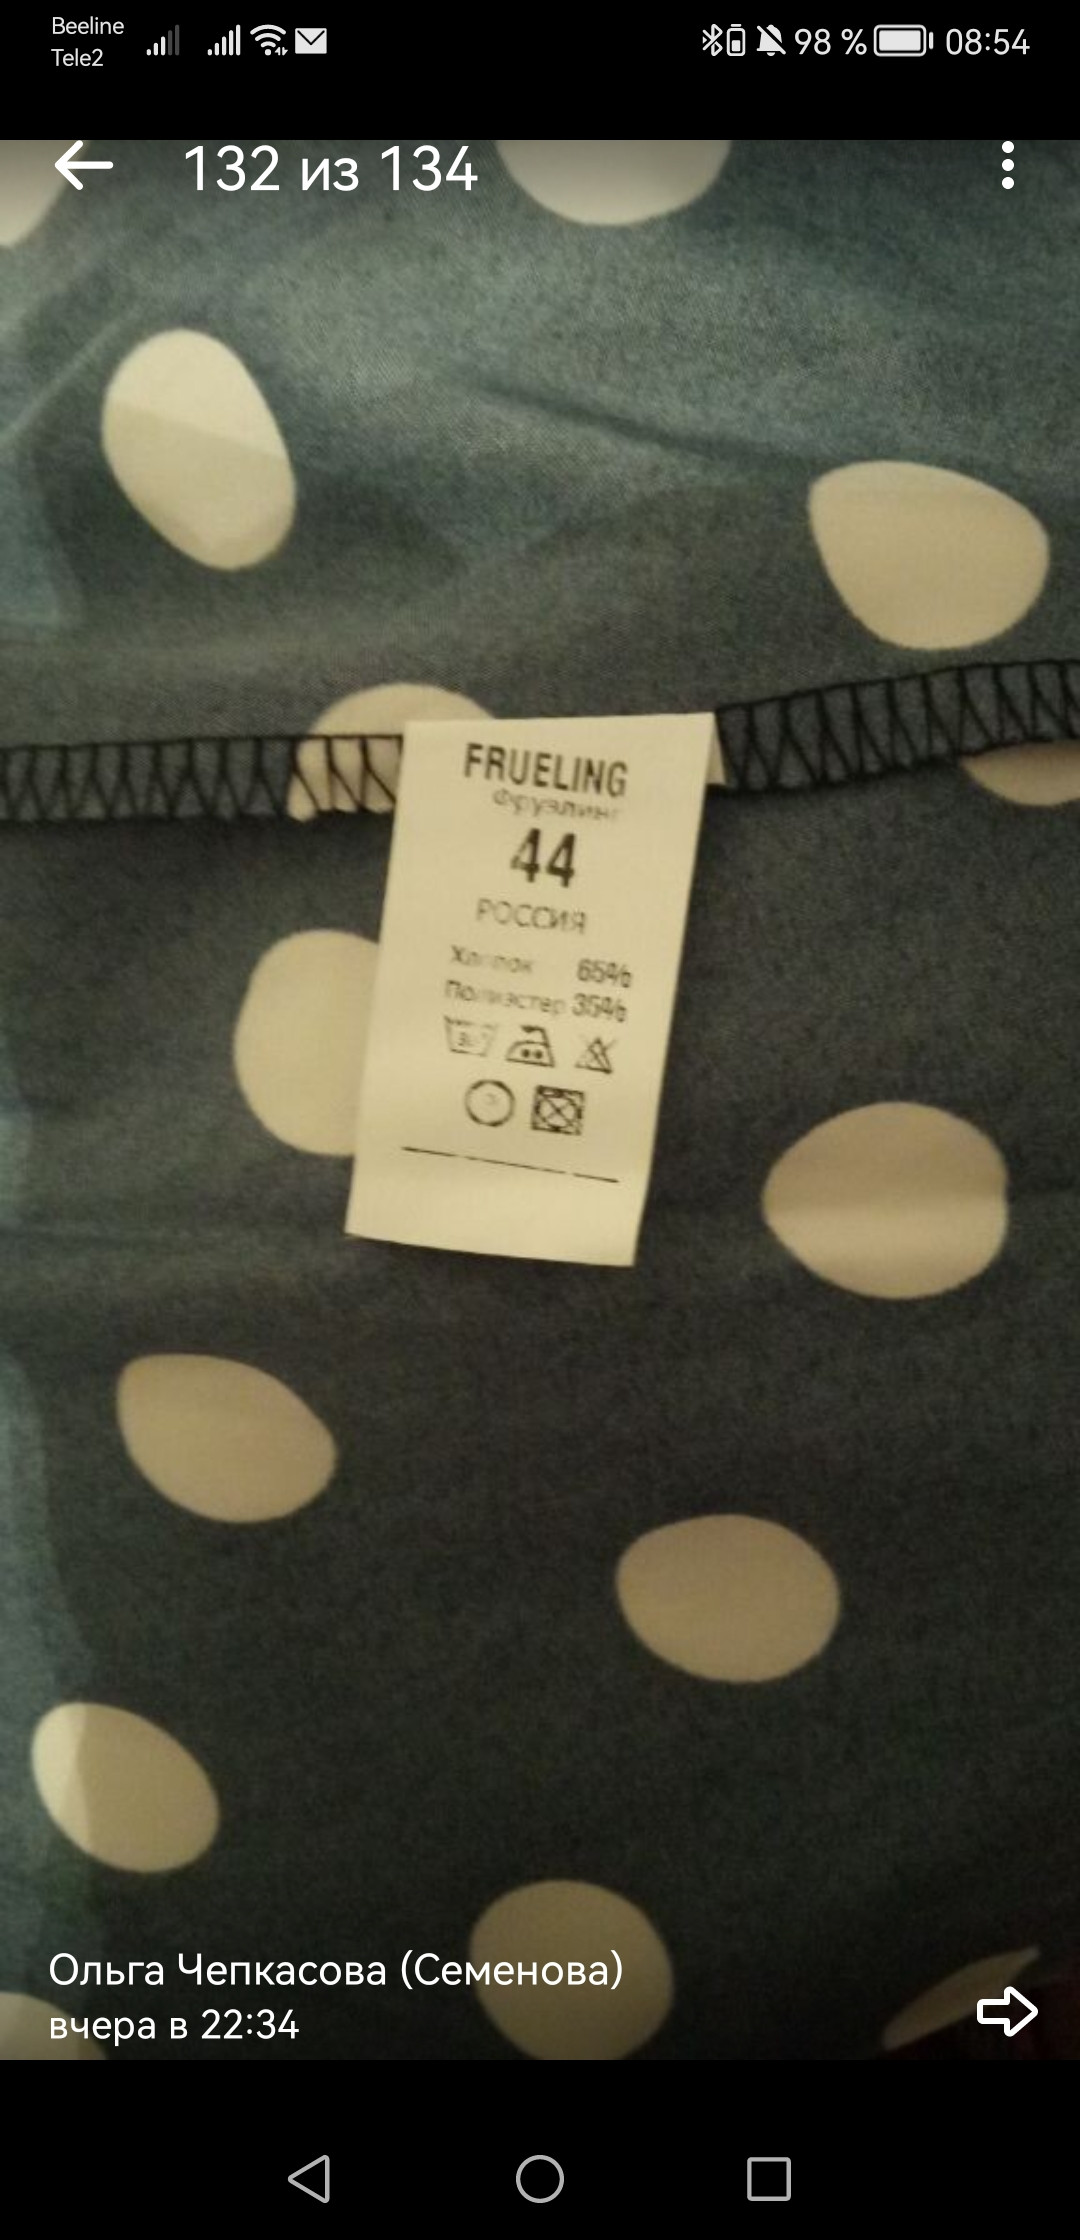 Beeline
Tele2
98 %
08:54
132 из 134
FRUELING
Фруэлинг
44
РОССИЯ
Хлопок 65%
Полиэстер 35%
30°
Ольга Чепкасова (Семенова)
вчера в 22:34